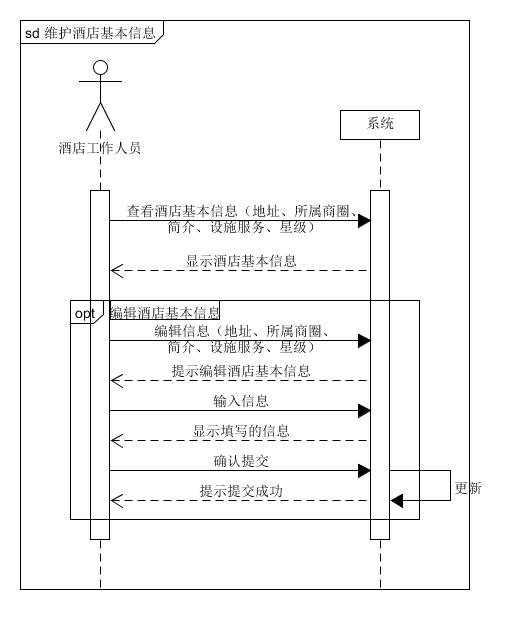 sd 维护酒店基本信息
酒店工作人员
系统
查看酒店基本信息（地址、所属商圈、
简介、设施服务、星级）
显示酒店基本信息
opt
编辑酒店基本信息
编辑信息（地址、所属商圈、
简介、设施服务、星级）
提示编辑酒店基本信息
输入信息
显示填写的信息
确认提交
更新
提示提交成功